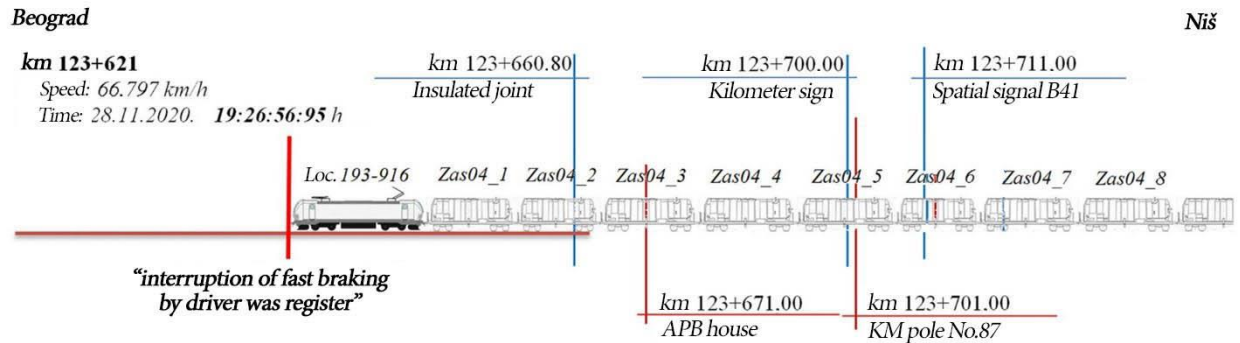 Beograd
Niš
km 123+621
Speed: 66.797 km/h
Time: 28.11.2020. 19:26:56:95 h
km 123+660.80
Insulated joint
km 123+700.00
Kilometer sign
km 123+711.00
Spatial signal B41
Loc.193-916 Zas04_1 Zas04_2 Zas04_3 Zas04_4 Zas04_5 Zas04_6 Zas04_7 Zas04_8
“interruption of fast braking
by driver was register”
km 123+671.00
APB house
km 123+701.00
KM pole No.87